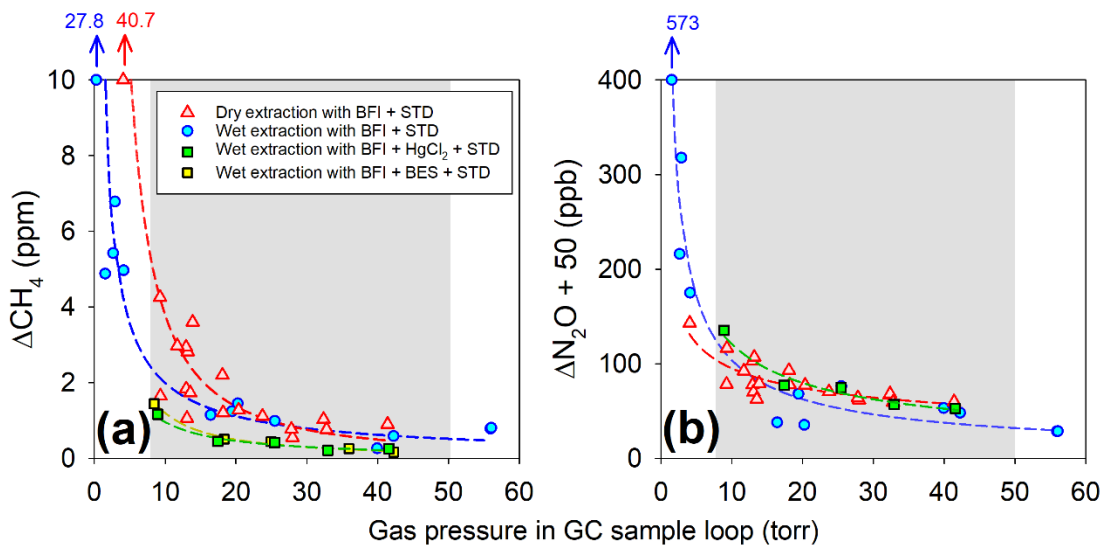 27.8 40.7
573
10
8
6
4
2
0
ΔCH₄ (ppm)
Dry extraction with BFI + STD
Wet extraction with BFI + STD
Wet extraction with BFI + HgCl₂ + STD
Wet extraction with BFI + BES + STD
(a)
0 10 20 30 40 50 60
400
300
200
100
0
ΔN₂O + 50 (ppb)
(b)
0 10 20 30 40 50 60
Gas pressure in GC sample loop (torr)